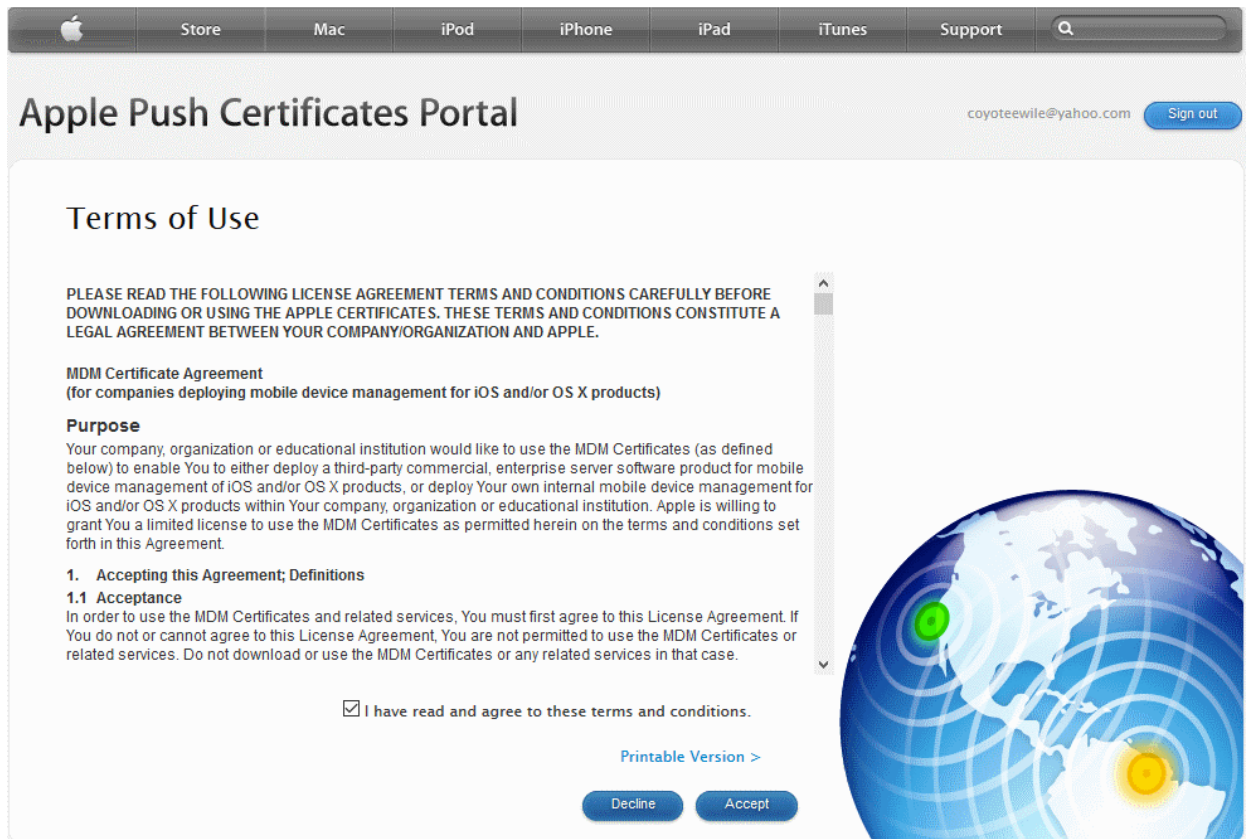 Store Mac iPod iPhone iPad iTunes Support
Apple Push Certificates Portal
coyoteewile@yahoo.com Sign out
Terms of Use
PLEASE READ THE FOLLOWING LICENSE AGREEMENT TERMS AND CONDITIONS CAREFULLY BEFORE
DOWNLOADING OR USING THE APPLE CERTIFICATES. THESE TERMS AND CONDITIONS CONSTITUTE A
LEGAL AGREEMENT BETWEEN YOUR COMPANY/ORGANIZATION AND APPLE.
MDM Certificate Agreement
(for companies deploying mobile device management for iOS and/or OS X products)
Purpose
Your company, organization or educational institution would like to use the MDM Certificates (as defined
below) to enable You to either deploy a third-party commercial, enterprise server software product for mobile
device management of iOS and/or OS X products, or deploy Your own internal mobile device management for
iOS and/or OS X products within Your company, organization or educational institution. Apple is willing to
grant You a limited license to use the MDM Certificates as permitted herein on the terms and conditions set
forth in this Agreement.
1. Accepting this Agreement; Definitions
1.1 Acceptance
In order to use the MDM Certificates and related services, You must first agree to this License Agreement. If
You do not or cannot agree to this License Agreement, You are not permitted to use the MDM Certificates or
related services. Do not download or use the MDM Certificates or any related services in that case.
I have read and agree to these terms and conditions.
Printable Version >
Decline Accept